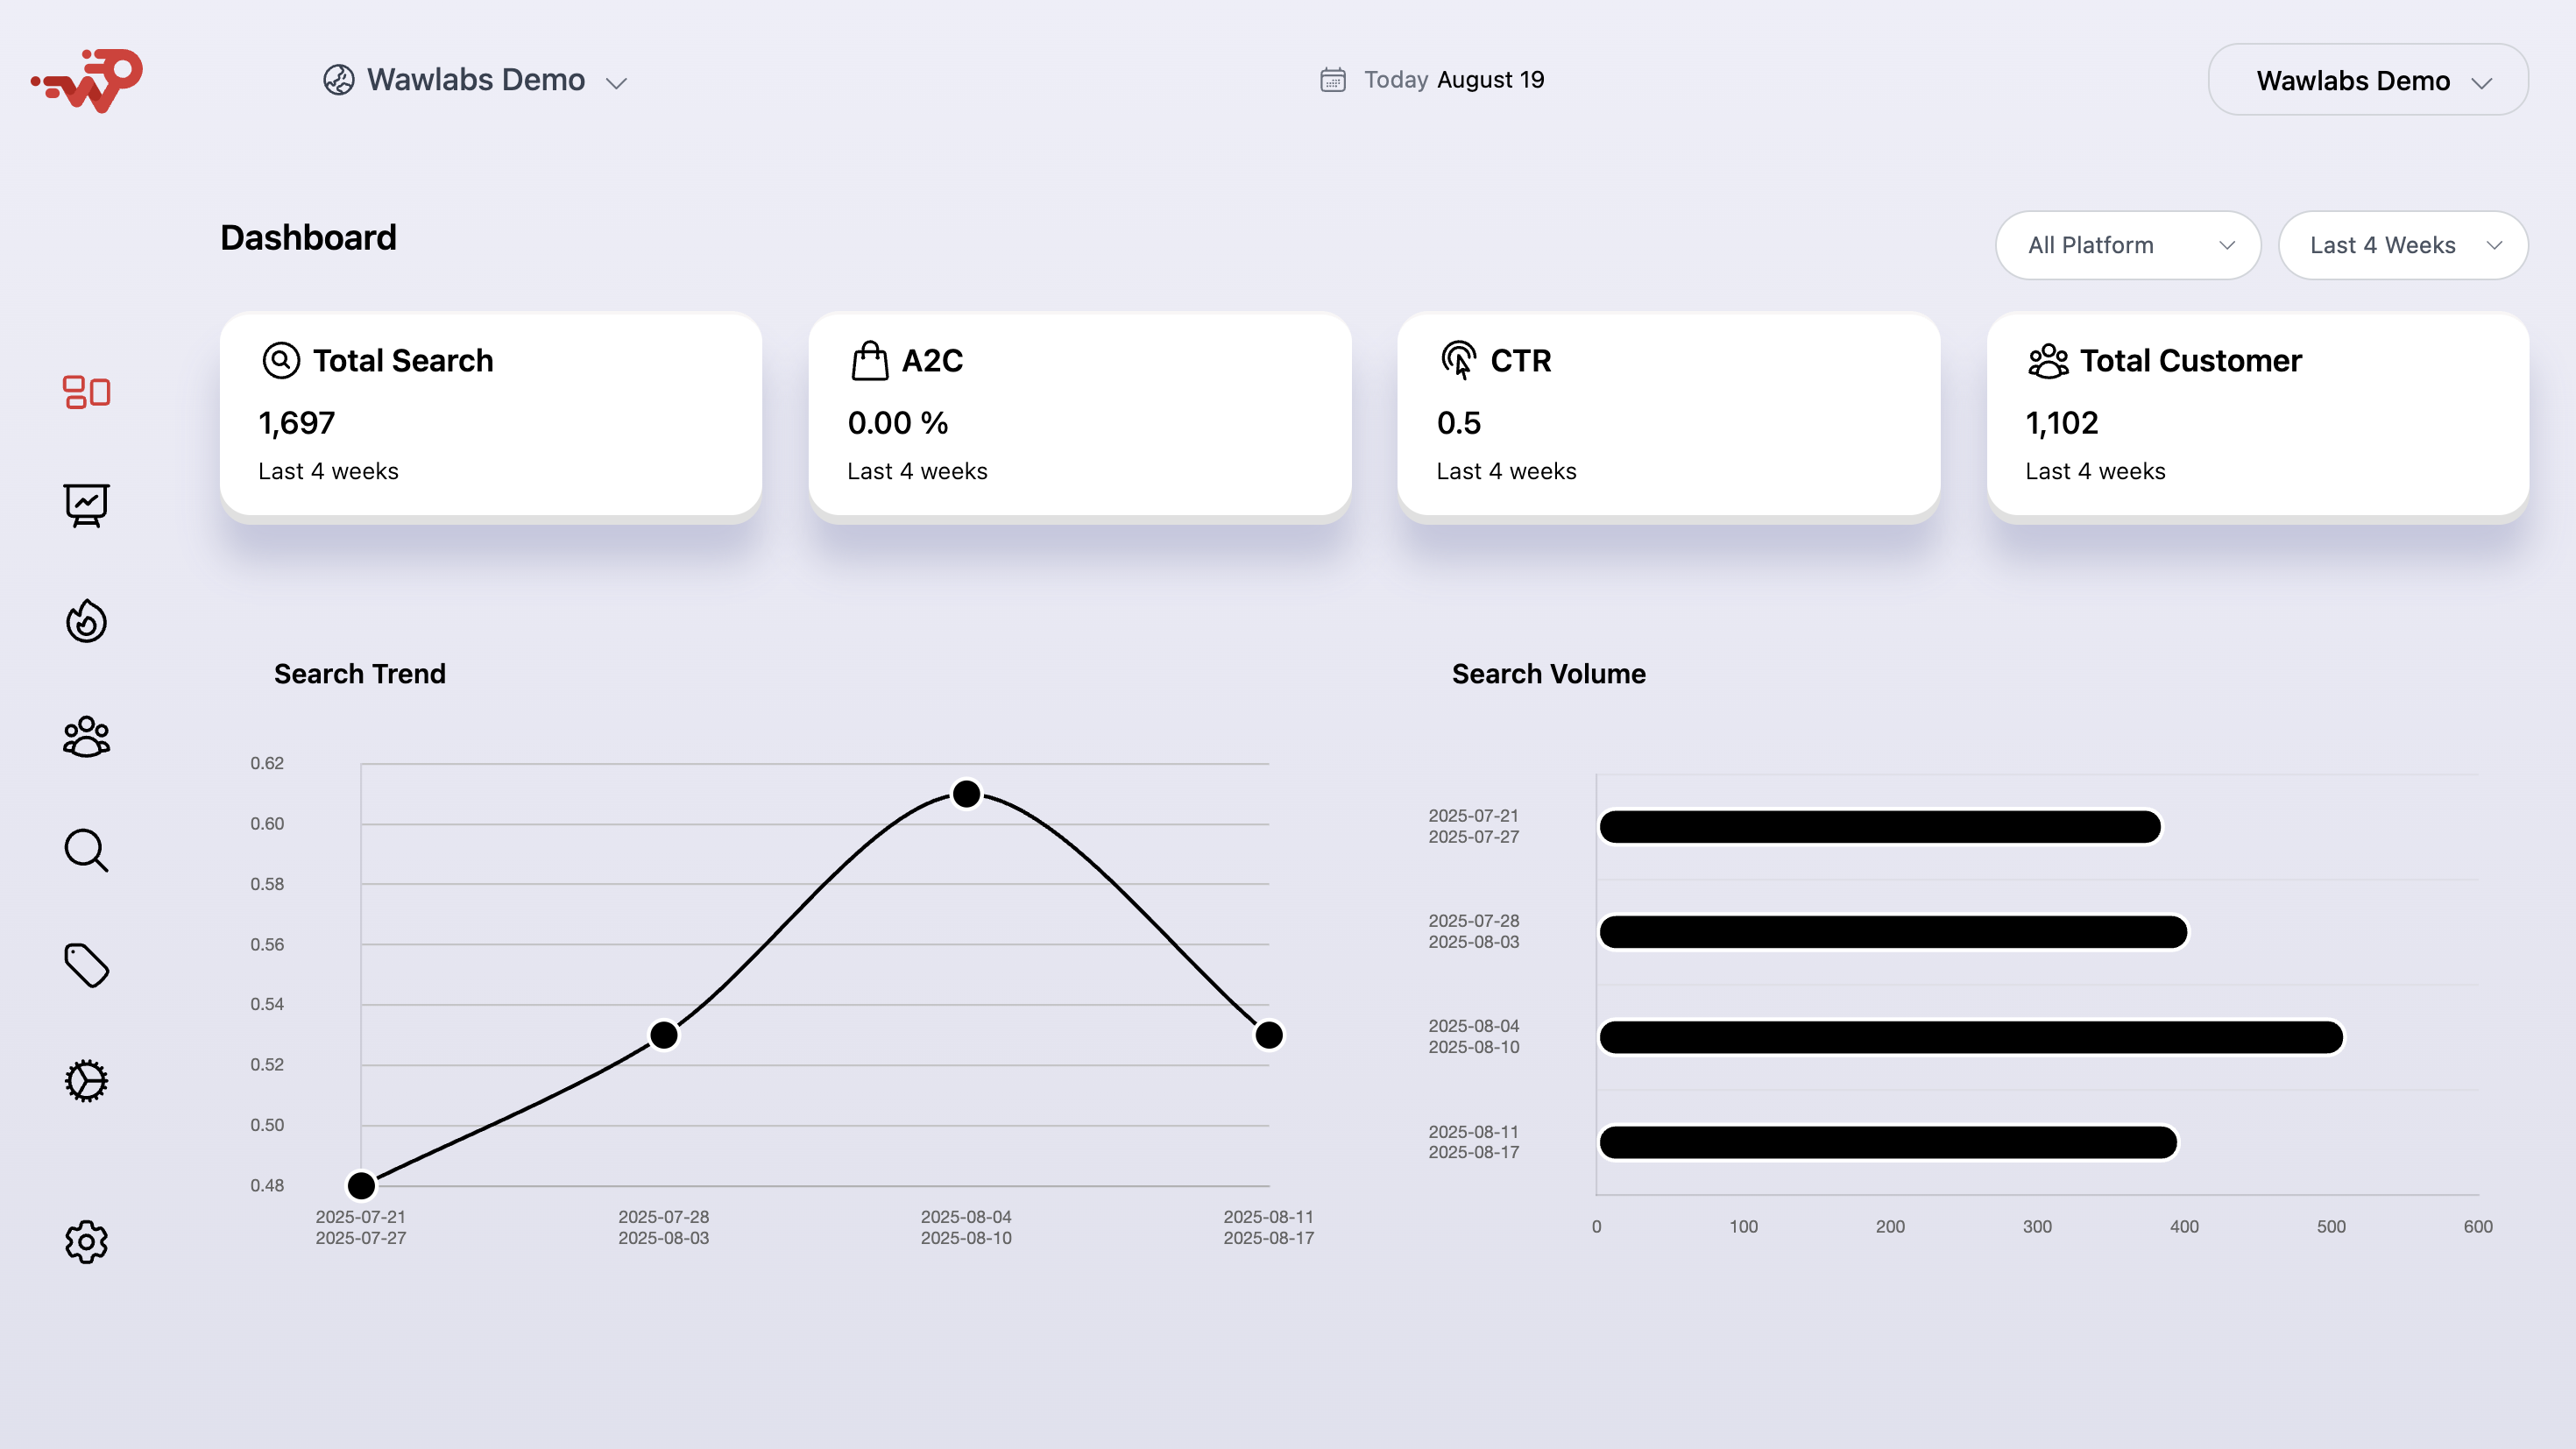 Wawlabs Demo
Today August 19
Wawlabs Demo
Dashboard
All Platform
Last 4 Weeks
Total Search
1,697
Last 4 weeks
A2C
0.00 %
Last 4 weeks
CTR
0.5
Last 4 weeks
Total Customer
1,102
Last 4 weeks
Search Trend
0.62
0.60
0.58
0.56
0.54
0.52
0.50
0.48
2025-07-21
2025-07-27
2025-07-28
2025-08-03
2025-08-04
2025-08-10
2025-08-11
2025-08-17
Search Volume
2025-07-21
2025-07-27
2025-07-28
2025-08-03
2025-08-04
2025-08-10
2025-08-11
2025-08-17
0
100
200
300
400
500
600